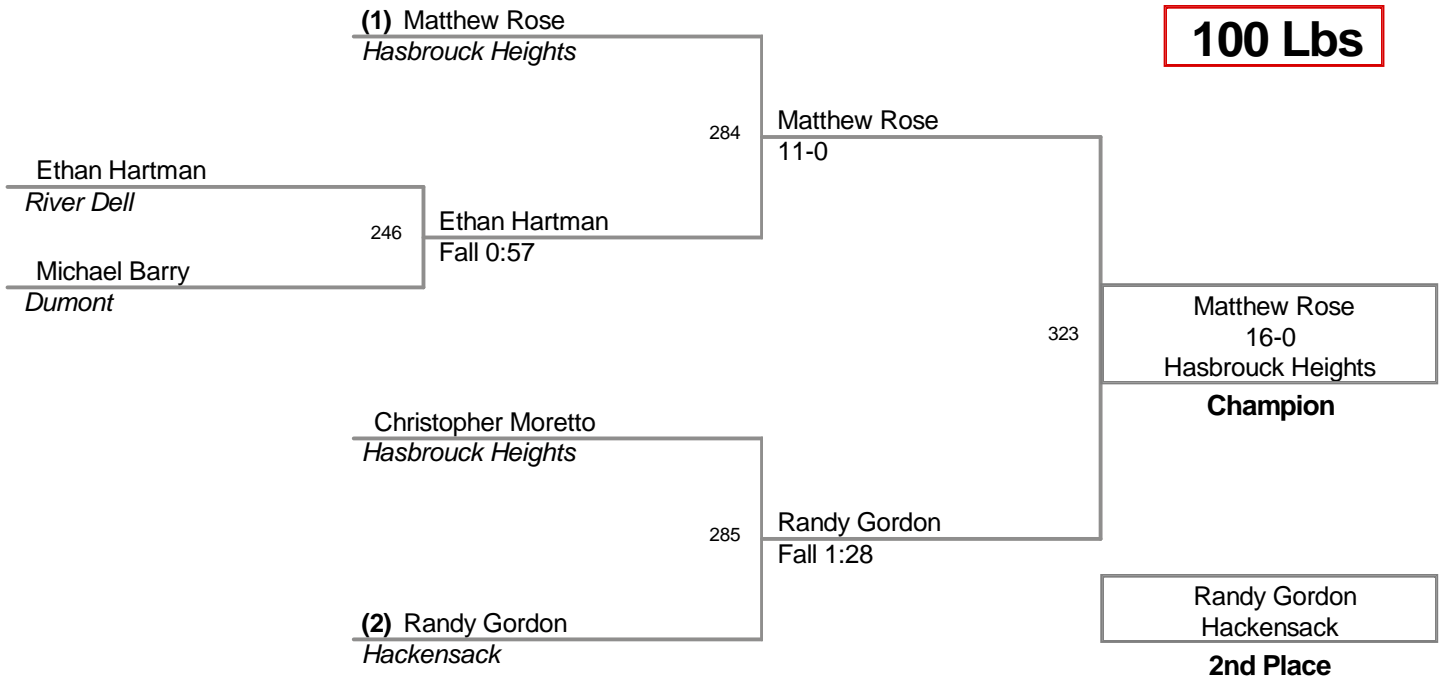 (1) Matthew Rose
Hasbrouck Heights
100 Lbs
284
Matthew Rose
11-0
Ethan Hartman
River Dell
246
Ethan Hartman
Fall 0:57
Michael Barry
Dumont
323
Matthew Rose
16-0
Hasbrouck Heights
Champion
Christopher Moretto
Hasbrouck Heights
285
Randy Gordon
Fall 1:28
(2) Randy Gordon
Hackensack
Randy Gordon
Hackensack
2nd Place